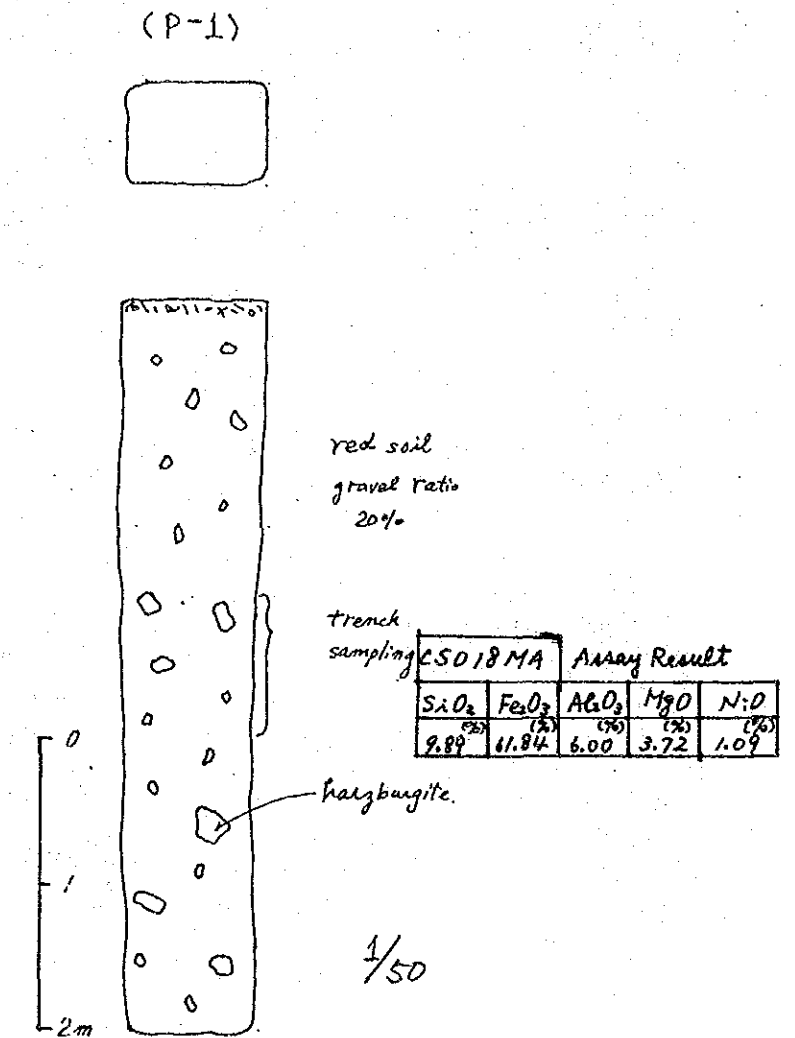 (P-1)
red soil
gravel ratio
20%
trench
sampling
CSD18MA Assay Result
SiO₂ Fe₂O₃ Al₂O₃ MgO NiO
(%) (%) (%) (%) (%)
9.89 61.84 6.00 3.72 1.09
0
harzburgite.
1
1/50
2m